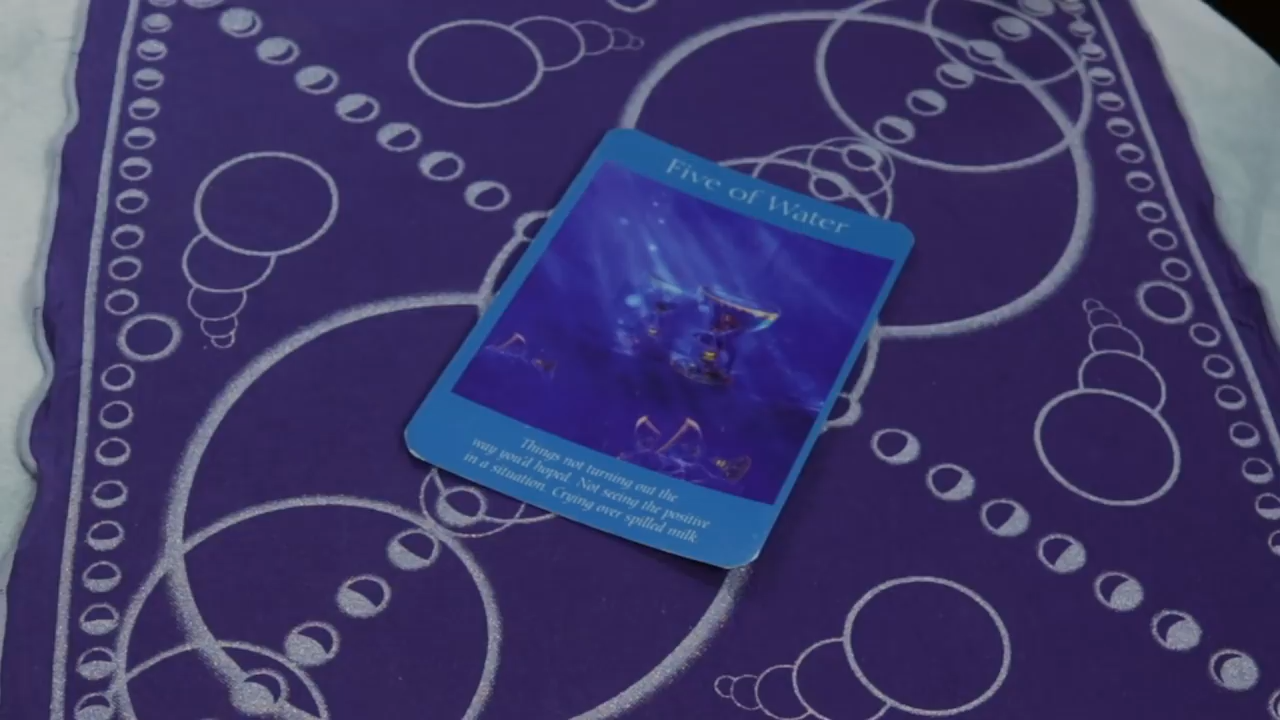 Five of Water
Things not turning out the
way you'd hoped. Not seeing the positive
in a situation. Crying over spilled milk.